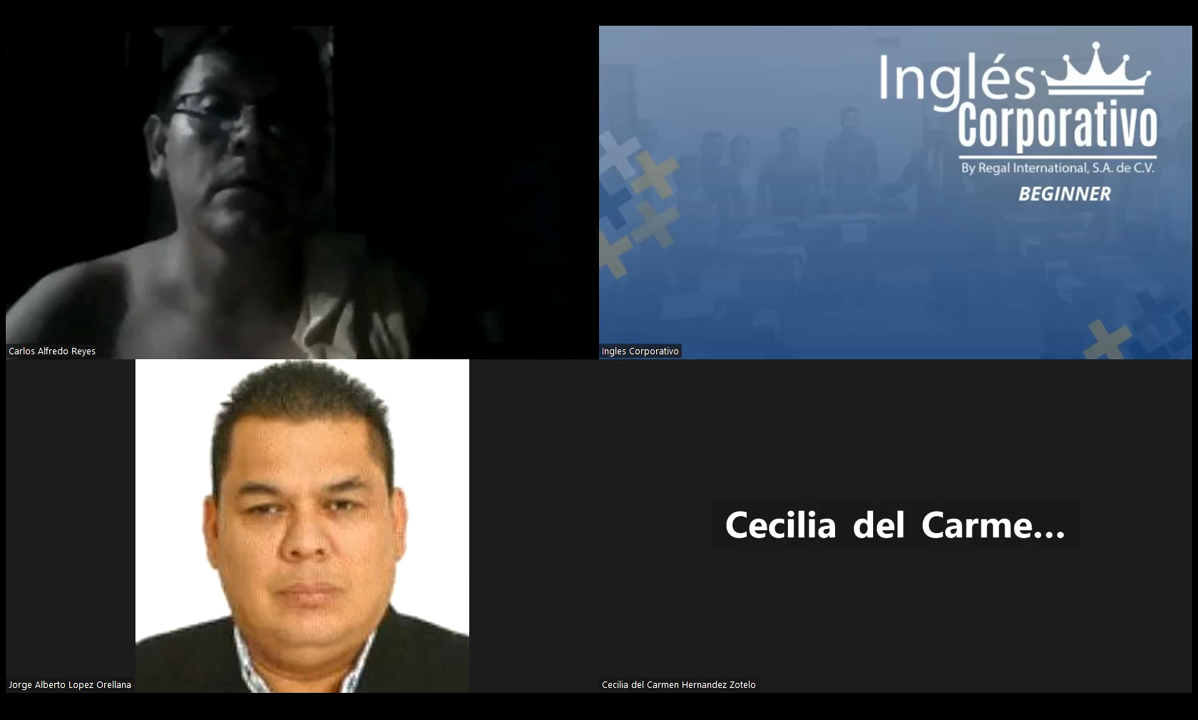 Inglés
Corporativo
By Regal International, S.A. de C.V.
BEGINNER
Carlos Alfredo Reyes
Ingles Corporativo
Cecilia del Carme...
Jorge Alberto Lopez Orellana
Cecilia del Carmen Hernandez Zotelo